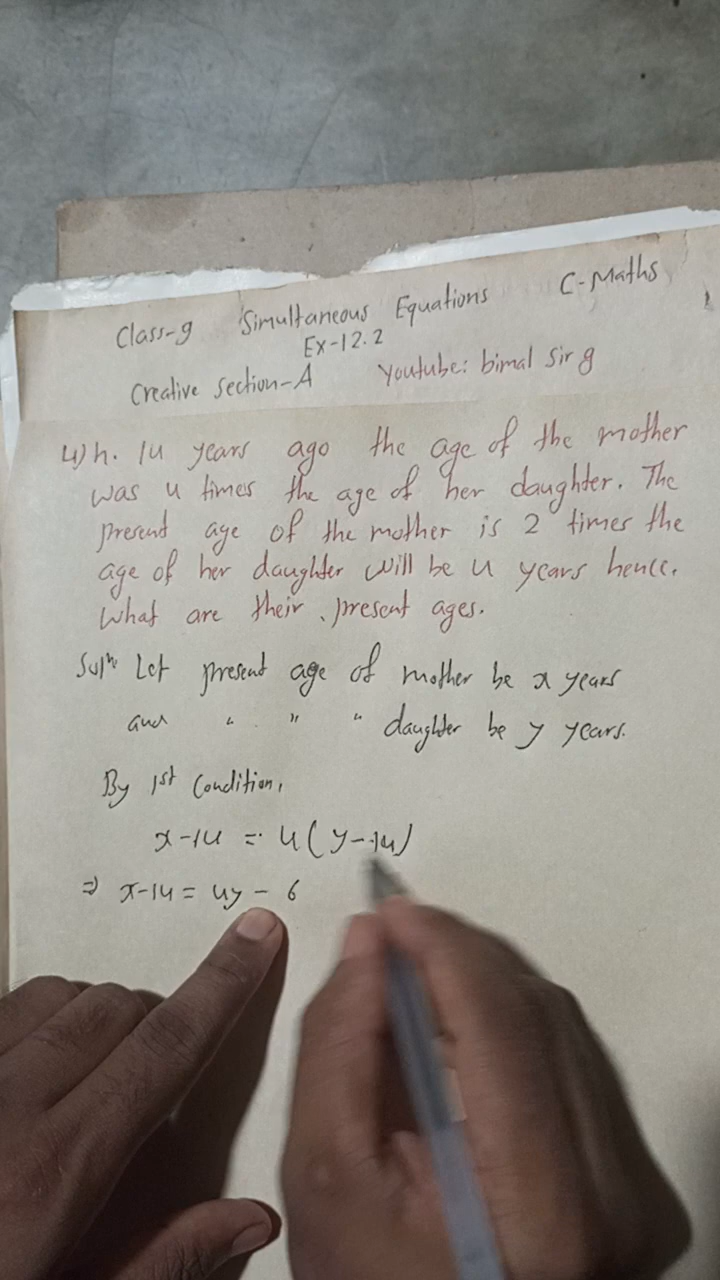 Class-9 Simultaneous Equations C-Maths
Ex-12.2
Creative Section-A Youtube: bimal Sir 9
4) h. 14 years ago the age of the mother
was 4 times the age of her daughter. The
present age of the mother is 2 times the
age of her daughter will be 4 years hence.
What are their present ages.
Solⁿ Let present age of mother be x years
and " " " daughter be y years.
By 1st Condition,
x-14 = 4(y-14)
⇒ x-14 = 4y - 6